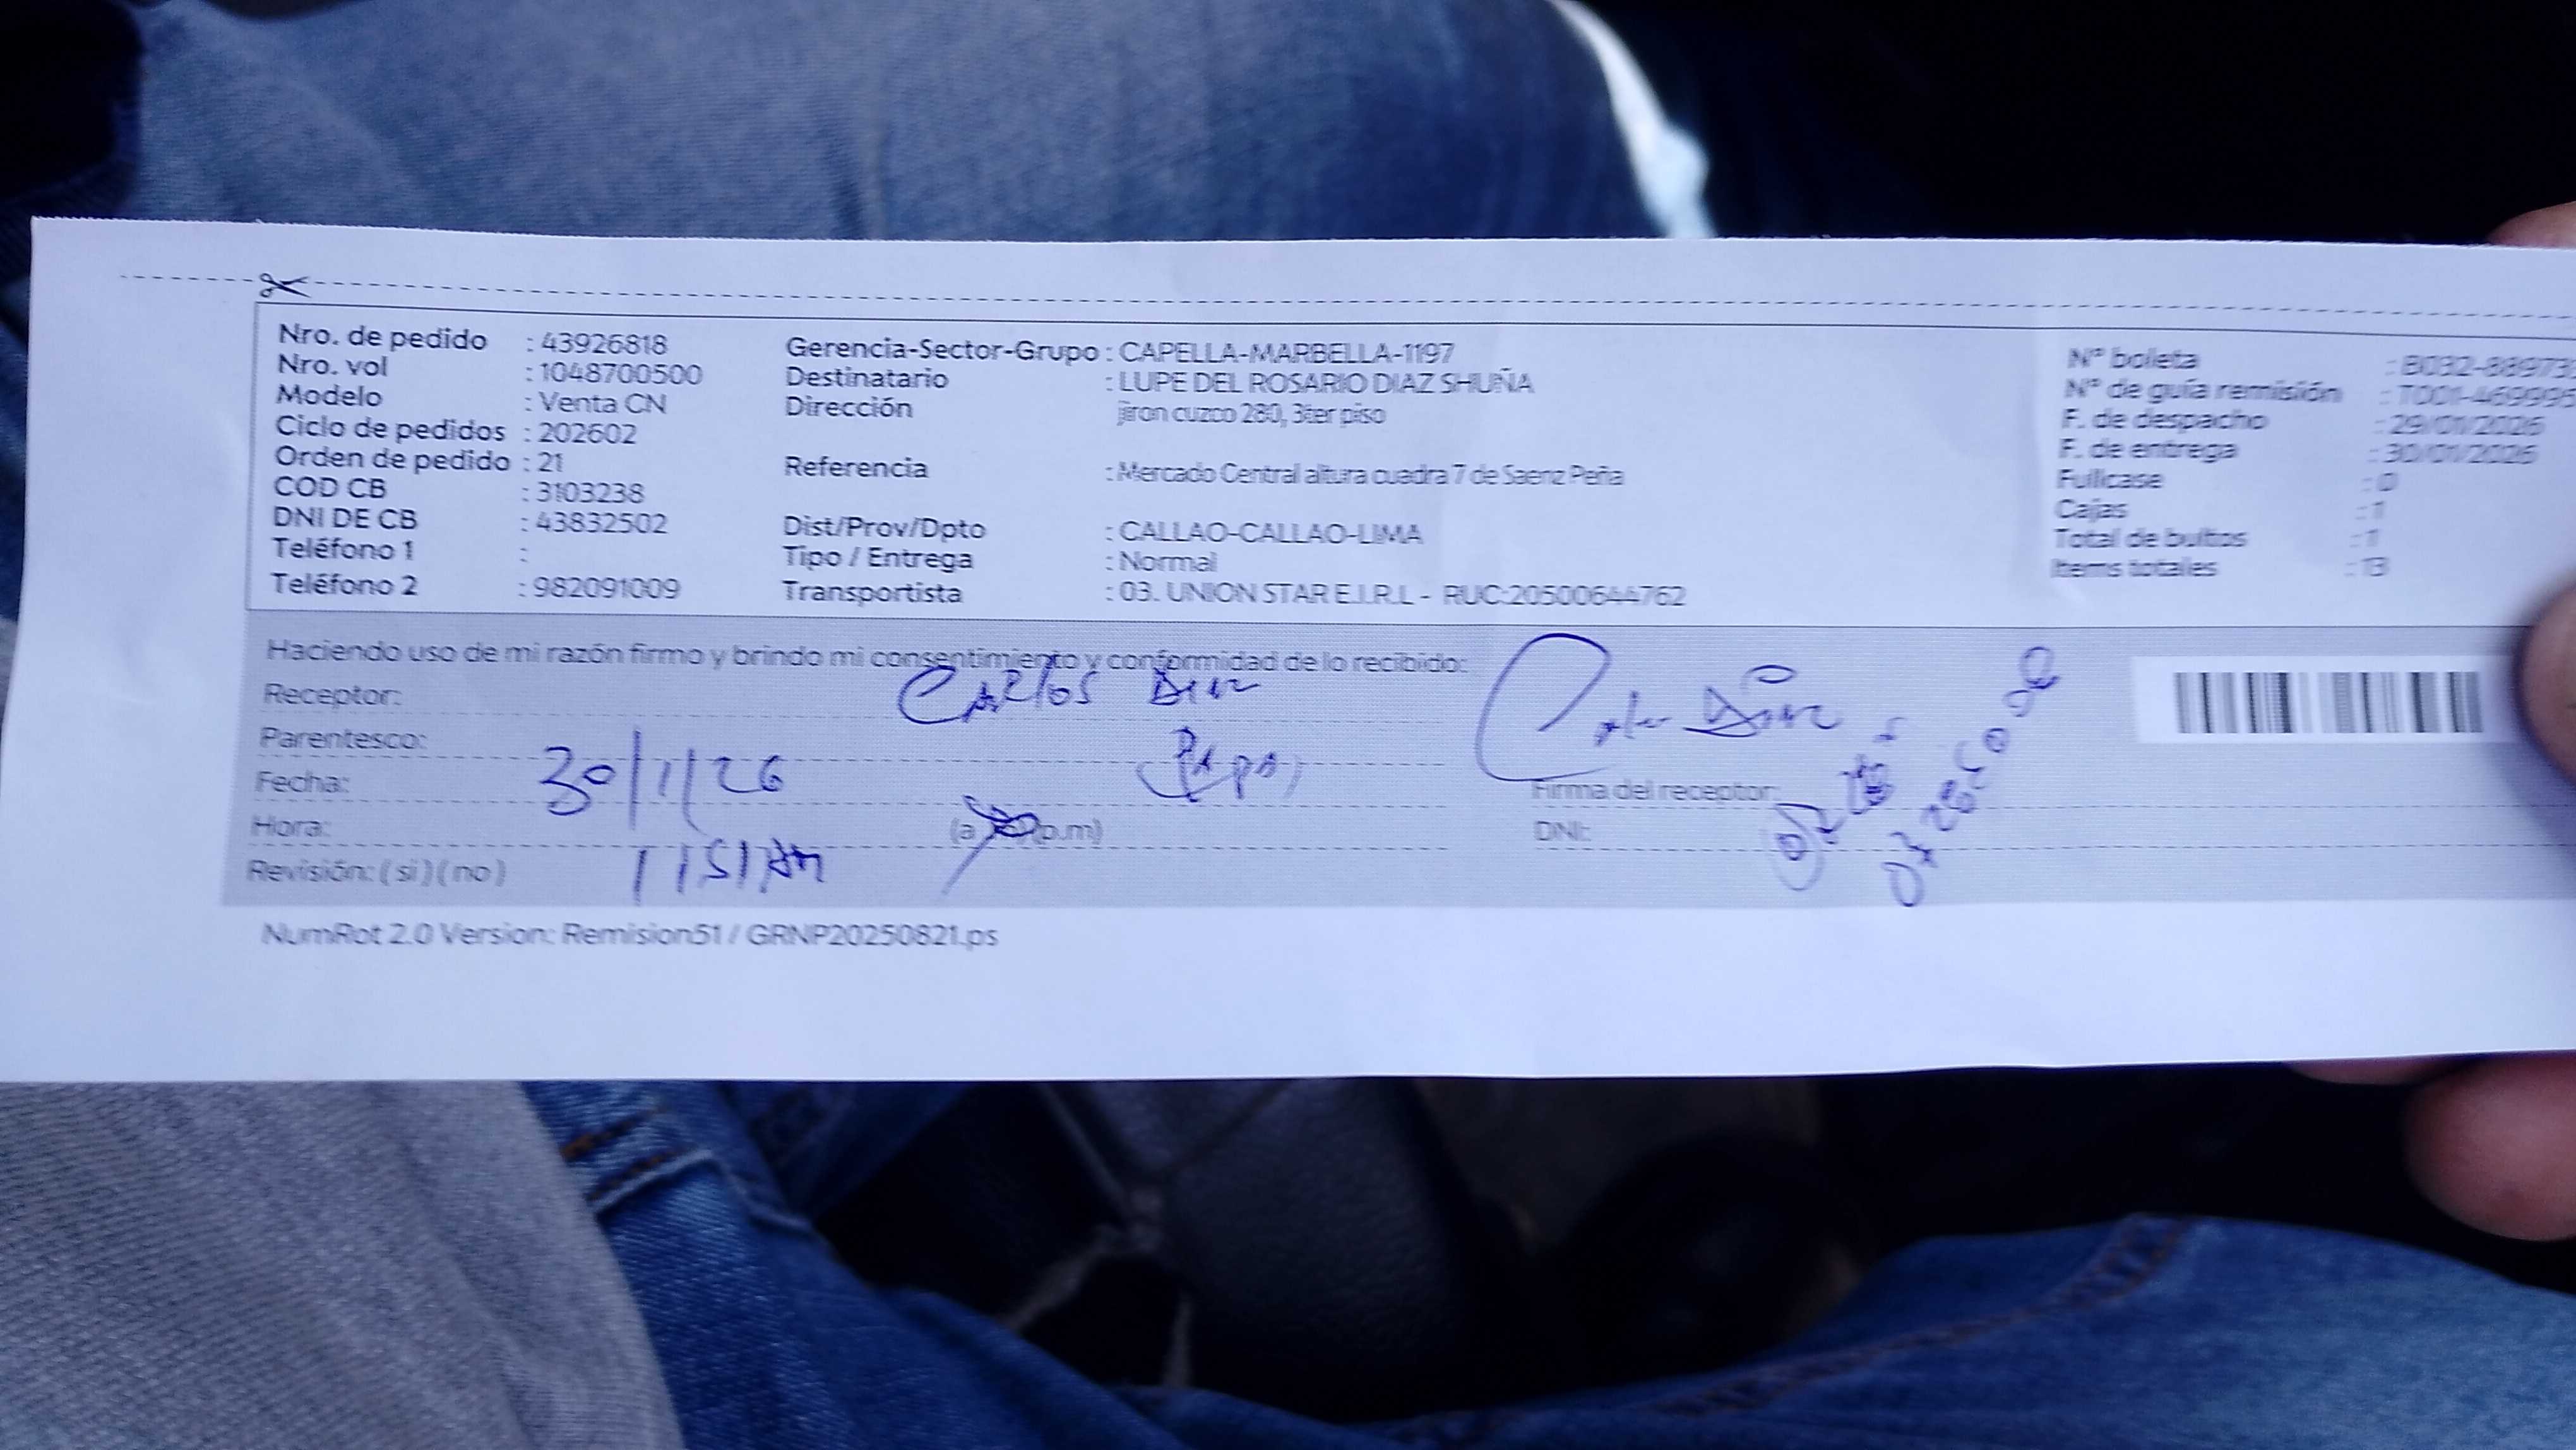 Nro. de pedido : 43926818
Nro. vol : 1048700500
Modelo : Venta CN
Ciclo de pedidos : 202602
Orden de pedido : 21
COD CB : 3103238
DNI DE CB : 43832502
Teléfono 1 :
Teléfono 2 : 982091009
Gerencia-Sector-Grupo : CAPELLA-MARBELLA-1197
Destinatario : LUPE DEL ROSARIO DIAZ SHUÑA
Dirección jiron cuzco 280, 3ter piso
Referencia : Mercado Central altura cuadra 7 de Saenz Peña
Dist/Prov/Dpto : CALLAO-CALLAO-LIMA
Tipo / Entrega : Normal
Transportista : 03. UNION STAR E.I.R.L - RUC:20500644762
N° boleta : B032-889733
N° de guía remisión : T001-469995
F. de despacho : 29/01/2026
F. de entrega : 30/01/2026
Fullcase : 0
Cajas : 1
Total de bultos : 1
Items totales : 13
Haciendo uso de mi razón firmo y brindo mi consentimiento y conformidad de lo recibido:
Receptor: CARLOS DIAZ
Parentesco: (PAPA)
Fecha: 30/1/26
Hora: 1151AM (a p.m)
Revisión: ( si ) ( no )
Firma del receptor:
DNI:
NumRot 2.0 Version: Remision51 / GRNP20250821.ps